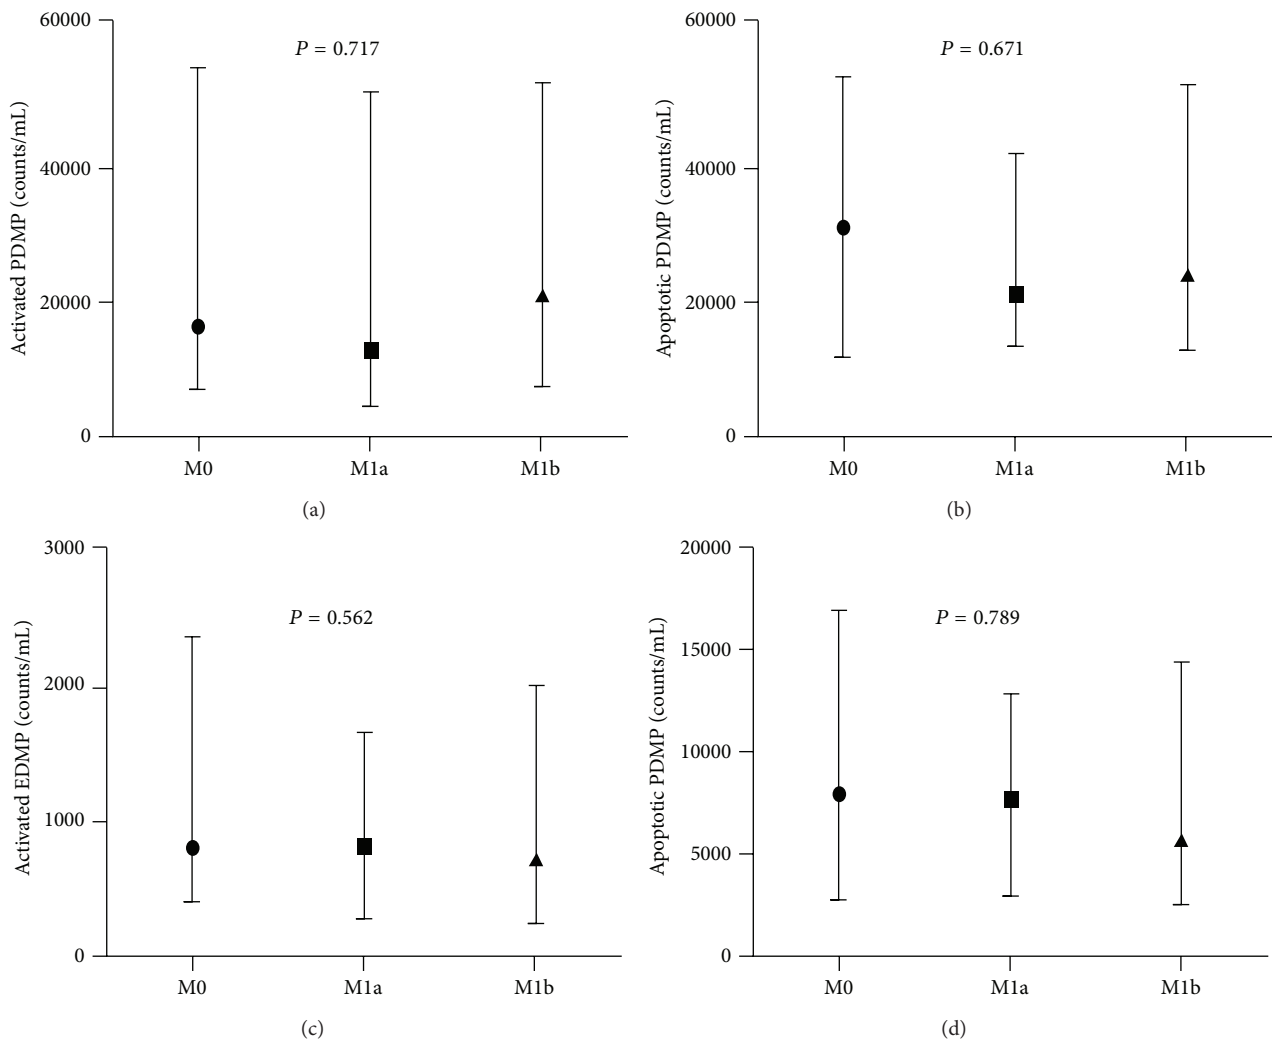 60000
40000
20000
0
Activated PDMP (counts/mL)
P = 0.717
M0 M1a M1b
(a)
60000
40000
20000
0
Apoptotic PDMP (counts/mL)
P = 0.671
M0 M1a M1b
(b)
3000
2000
1000
0
Activated EDMP (counts/mL)
P = 0.562
M0 M1a M1b
(c)
20000
15000
10000
5000
0
Apoptotic PDMP (counts/mL)
P = 0.789
M0 M1a M1b
(d)